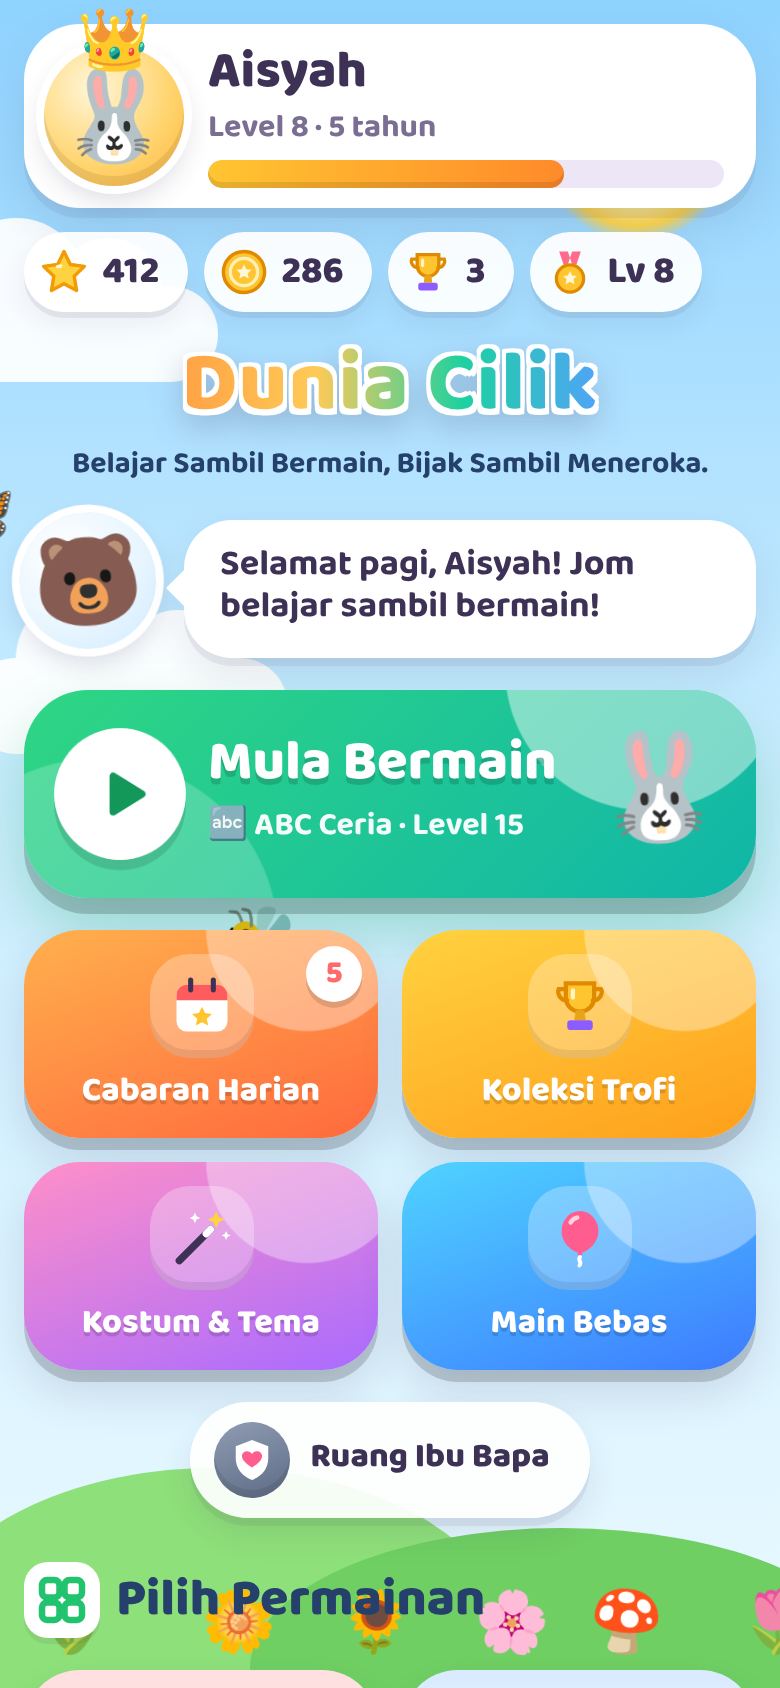 Aisyah
Level 8 · 5 tahun
412
286
3
Lv 8
Dunia Cilik
Belajar Sambil Bermain, Bijak Sambil Meneroka.
Selamat pagi, Aisyah! Jom
belajar sambil bermain!
Mula Bermain
abc ABC Ceria · Level 15
5
Cabaran Harian
Koleksi Trofi
Kostum & Tema
Main Bebas
Ruang Ibu Bapa
Pilih Permainan